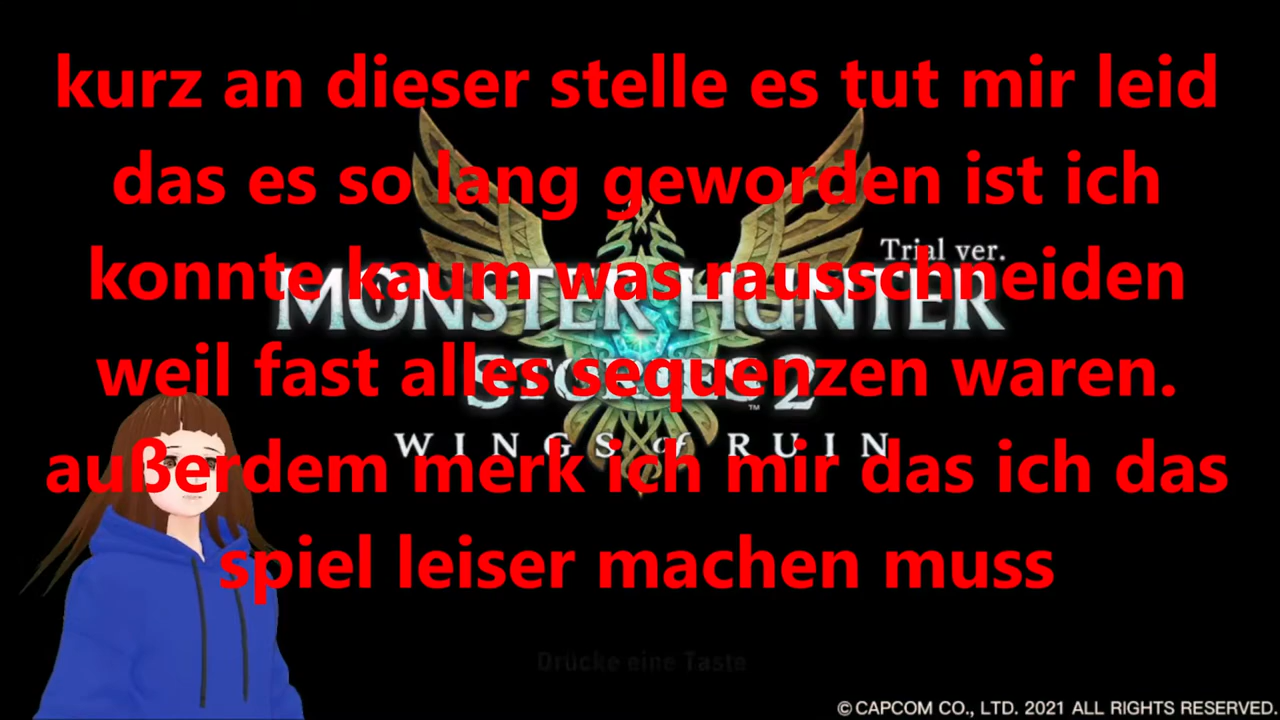 kurz an dieser stelle es tut mir leid
das es so lang geworden ist ich
Trial ver.
konnte kaum was rausschneiden
MONSTER HUNTER
weil fast alles sequenzen waren.
STORIES 2
™
WINGS of RUIN
außerdem merk ich mir das ich das
spiel leiser machen muss
Drücke eine Taste
© CAPCOM CO., LTD. 2021 ALL RIGHTS RESERVED.